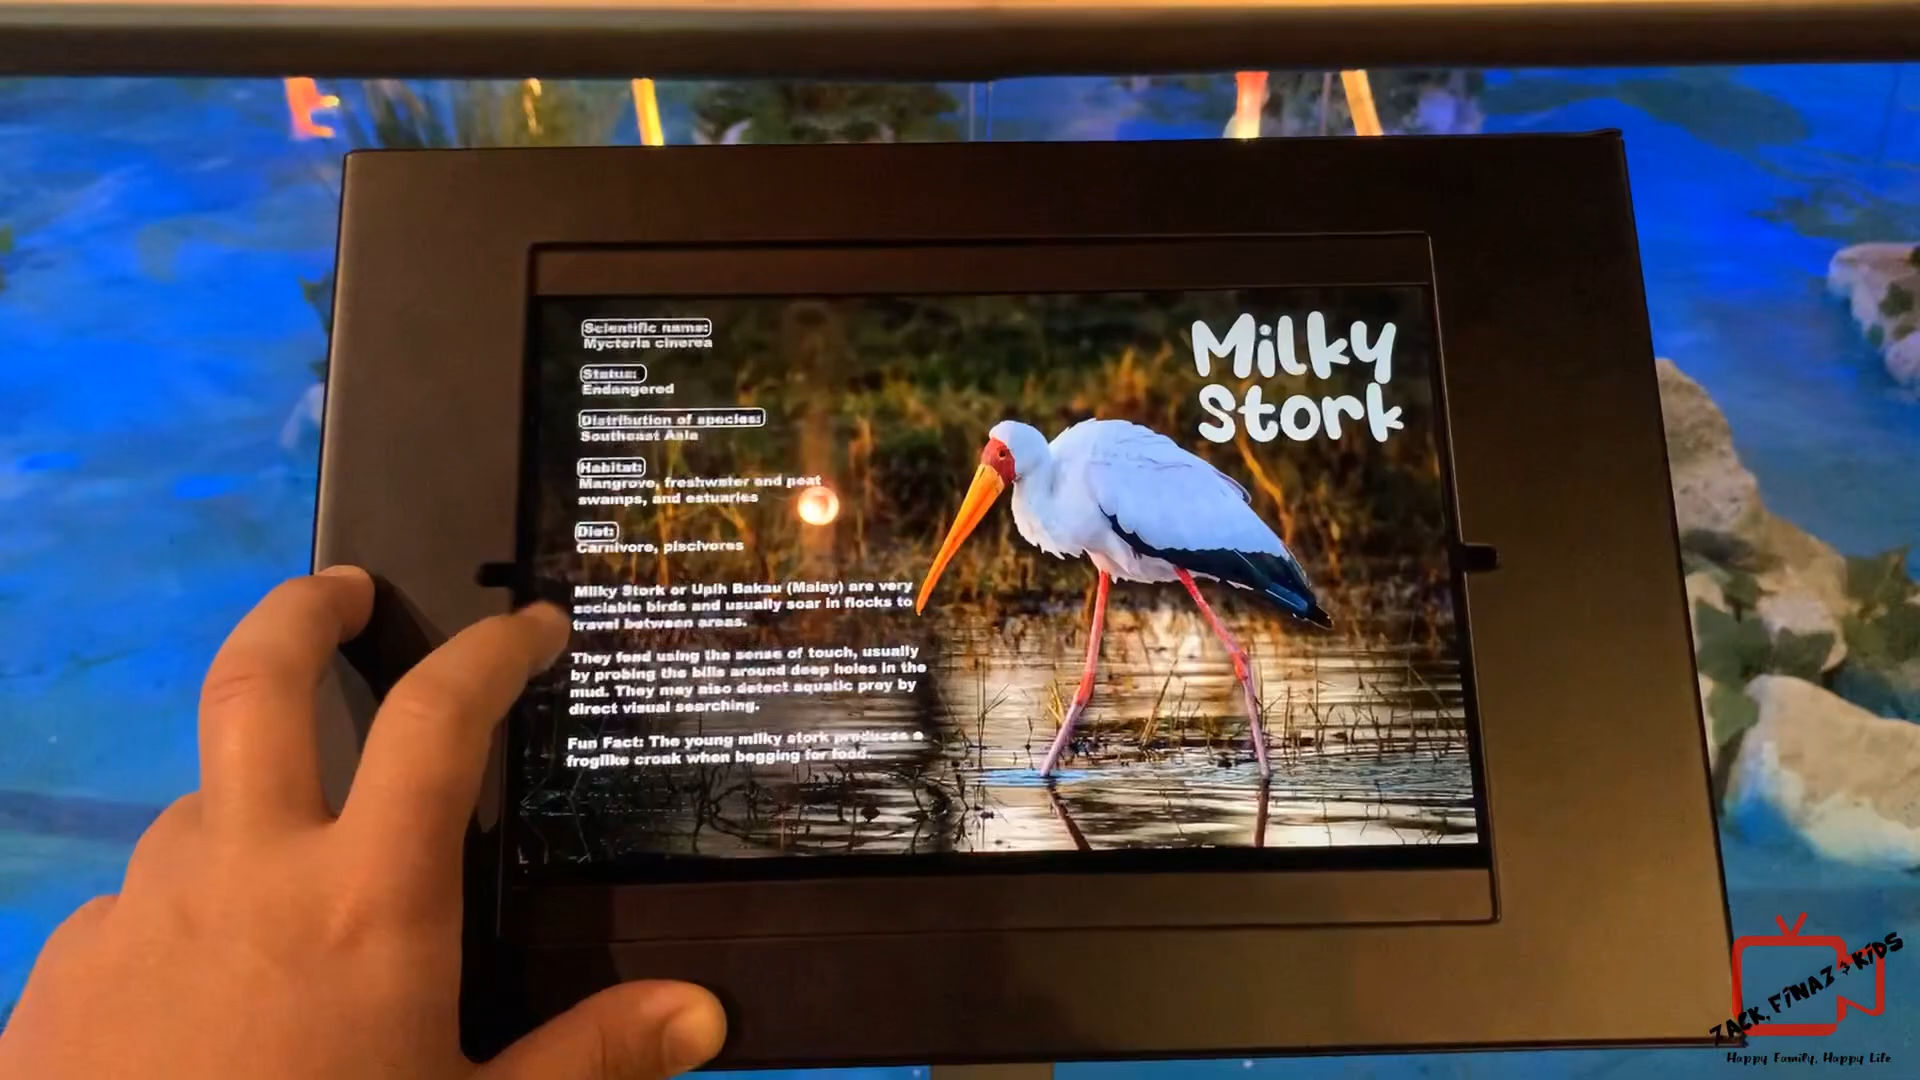 Milky
Stork
Scientific name:
Mycteria cinerea
Status:
Endangered
Distribution of species:
Southeast Asia
Habitat:
Mangrove, freshwater and peat
swamps, and estuaries
Diet:
Carnivore, piscivores
Milky Stork or Upih Bakau (Malay) are very
sociable birds and usually soar in flocks to
travel between areas.
They feed using the sense of touch, usually
by probing the bills around deep holes in the
mud. They may also detect aquatic prey by
direct visual searching.
Fun Fact: The young milky stork produces a
froglike croak when begging for food.
ZACK, FINAZ & KIDS
Happy Family, Happy Life